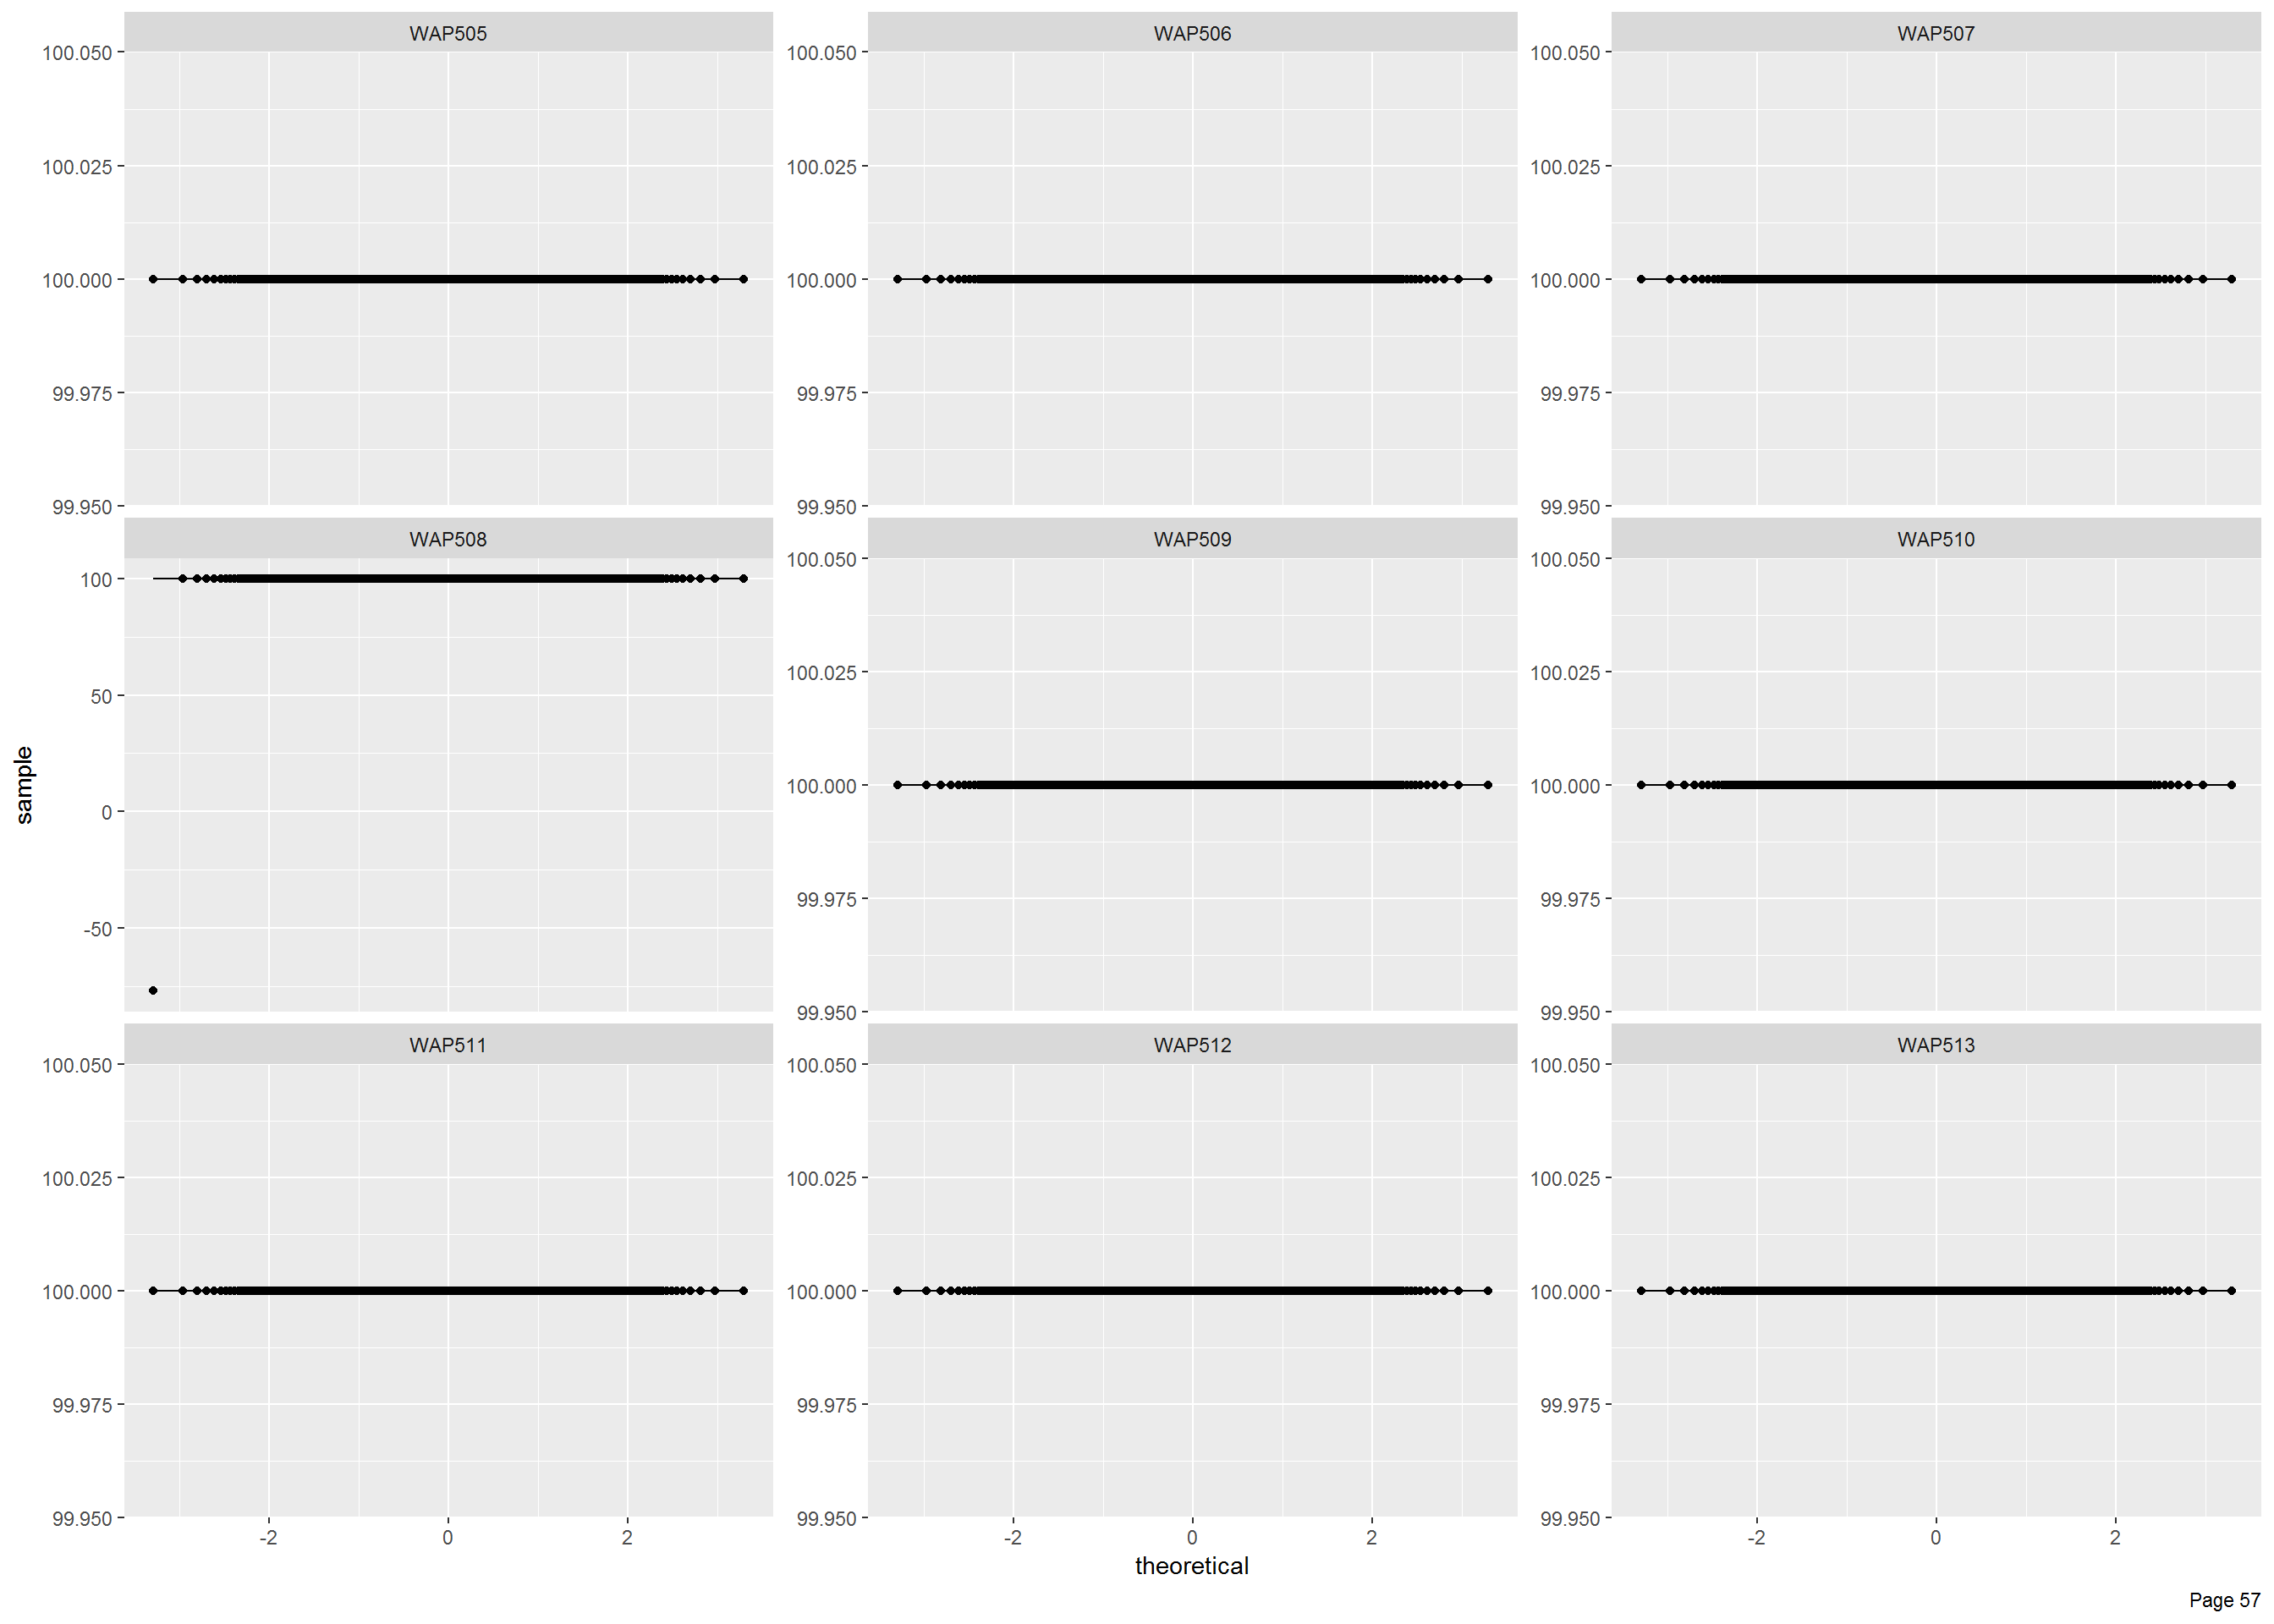 WAP505 WAP506 WAP507
100.050 100.050 100.050
100.025 100.025 100.025
100.000 100.000 100.000
99.975 99.975 99.975
99.950 99.950 99.950
WAP508 WAP509 WAP510
100 100.050 100.050
50 100.025 100.025
0 100.000 100.000
-50 99.975 99.975
99.950 99.950
sample
WAP511 WAP512 WAP513
100.050 100.050 100.050
100.025 100.025 100.025
100.000 100.000 100.000
99.975 99.975 99.975
99.950 99.950 99.950
-2 0 2 -2 0 2 -2 0 2
theoretical
Page 57